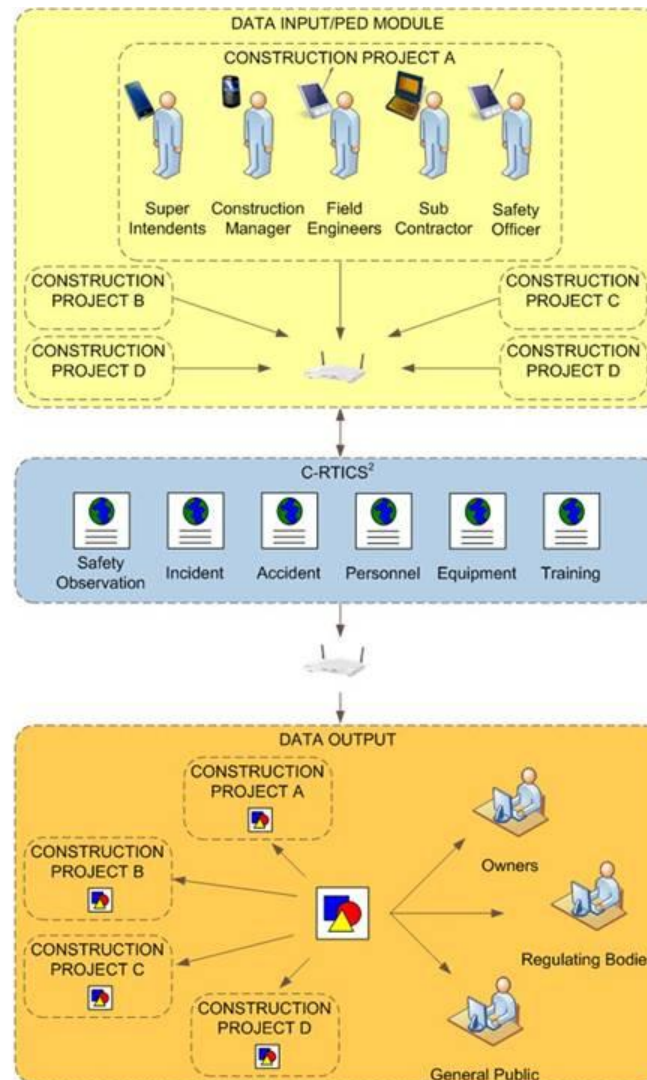 DATA INPUT/PED MODULE
CONSTRUCTION PROJECT A
Super
Intendents
Construction
Manager
Field
Engineers
Sub
Contractor
Safety
Officer
CONSTRUCTION
PROJECT B
CONSTRUCTION
PROJECT C
CONSTRUCTION
PROJECT D
CONSTRUCTION
PROJECT D
C-RTICS²
Safety
Observation
Incident
Accident
Personnel
Equipment
Training
DATA OUTPUT
CONSTRUCTION
PROJECT A
CONSTRUCTION
PROJECT B
CONSTRUCTION
PROJECT C
CONSTRUCTION
PROJECT D
Owners
Regulating Bodie
General Public